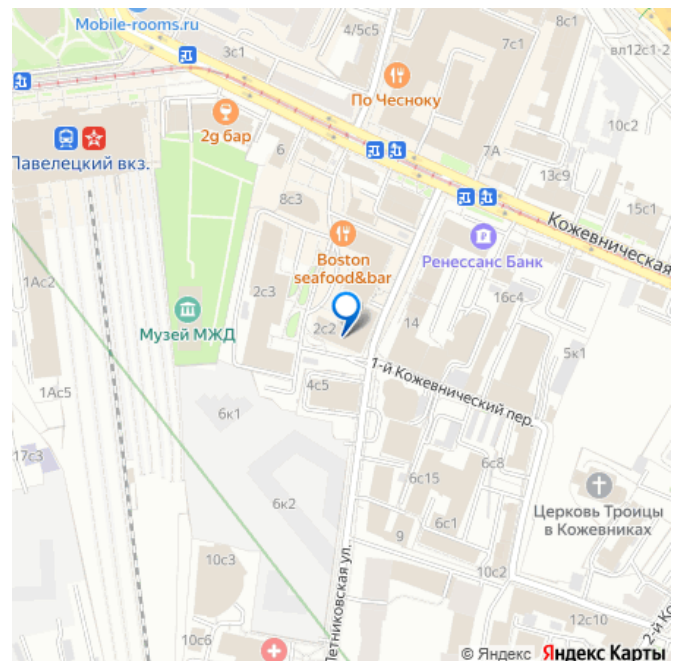 Mobile-rooms.ru
4/5с5
8с1
вл12с1-2
3с1
7с1
По Чесноку
10с2
2g бар
Павелецкий вкз.
6
7А
13с9
8с3
15с1
Кожевническая
Boston
seafood&bar
Ренессанс Банк
1Ас2
2с3
16с4
Музей МЖД
2с2
14
5к1
1-й Кожевнический пер.
1Ас5
4с5
6к1
17с3
6с15
6с8
Церковь Троицы
в Кожевниках
6к2
6с1
9
10с3
10с2
Летниковская ул.
12с10
10с6
2-й Ко
© Яндекс Яндекс Карты